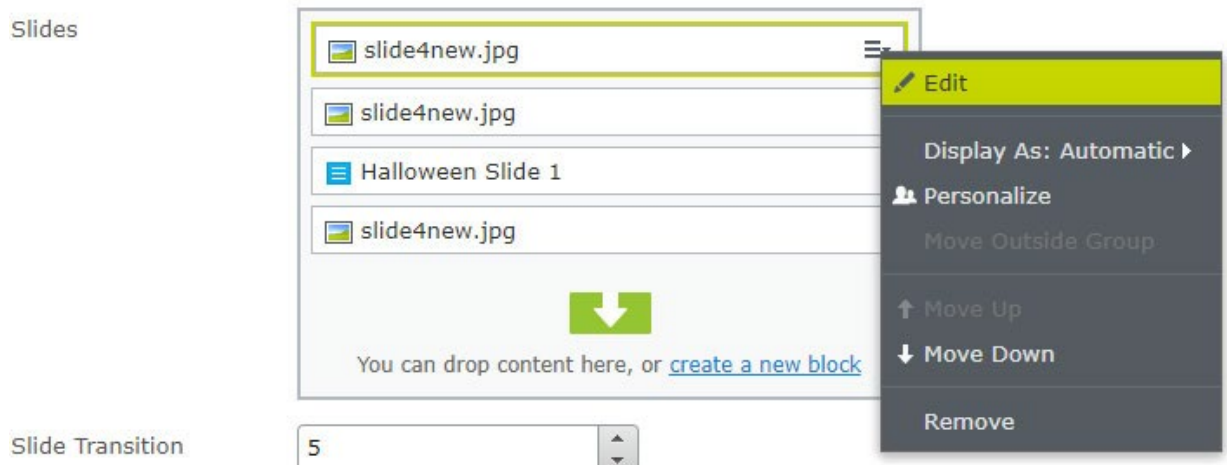 Slides
slide4new.jpg
slide4new.jpg
Halloween Slide 1
slide4new.jpg
You can drop content here, or create a new block
Edit
Display As: Automatic
Personalize
Move Outside Group
Move Up
Move Down
Remove
Slide Transition
5